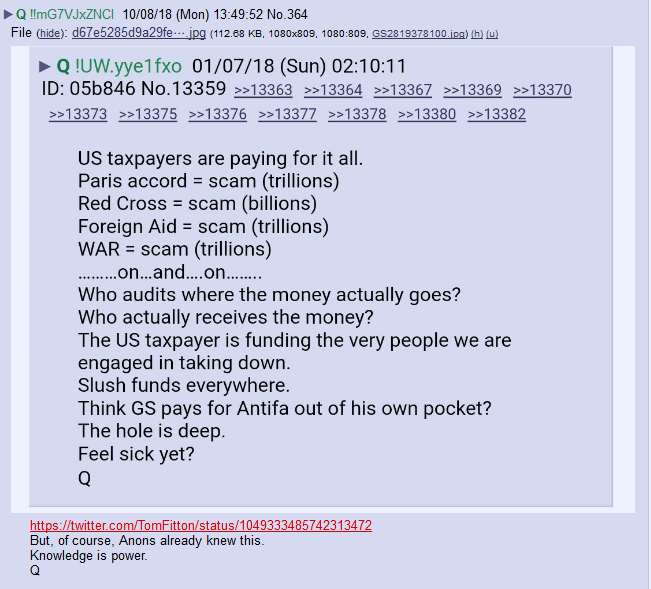 ▶ Q !!mG7VJxZNCI 10/08/18 (Mon) 13:49:52 No.364
File (hide): d67e5285d9a29fe⋯.jpg (112.68 KB, 1080x809, 1080:809, GS2819378100.jpg) (h) (u)
▶ Q !UW.yye1fxo 01/07/18 (Sun) 02:10:11
ID: 05b846 No.13359 >>13363 >>13364 >>13367 >>13369 >>13370
>>13373 >>13375 >>13376 >>13377 >>13378 >>13380 >>13382
US taxpayers are paying for it all.
Paris accord = scam (trillions)
Red Cross = scam (billions)
Foreign Aid = scam (trillions)
WAR = scam (trillions)
………on…and….on……..
Who audits where the money actually goes?
Who actually receives the money?
The US taxpayer is funding the very people we are
engaged in taking down.
Slush funds everywhere.
Think GS pays for Antifa out of his own pocket?
The hole is deep.
Feel sick yet?
Q
https://twitter.com/TomFitton/status/1049333485742313472
But, of course, Anons already knew this.
Knowledge is power.
Q